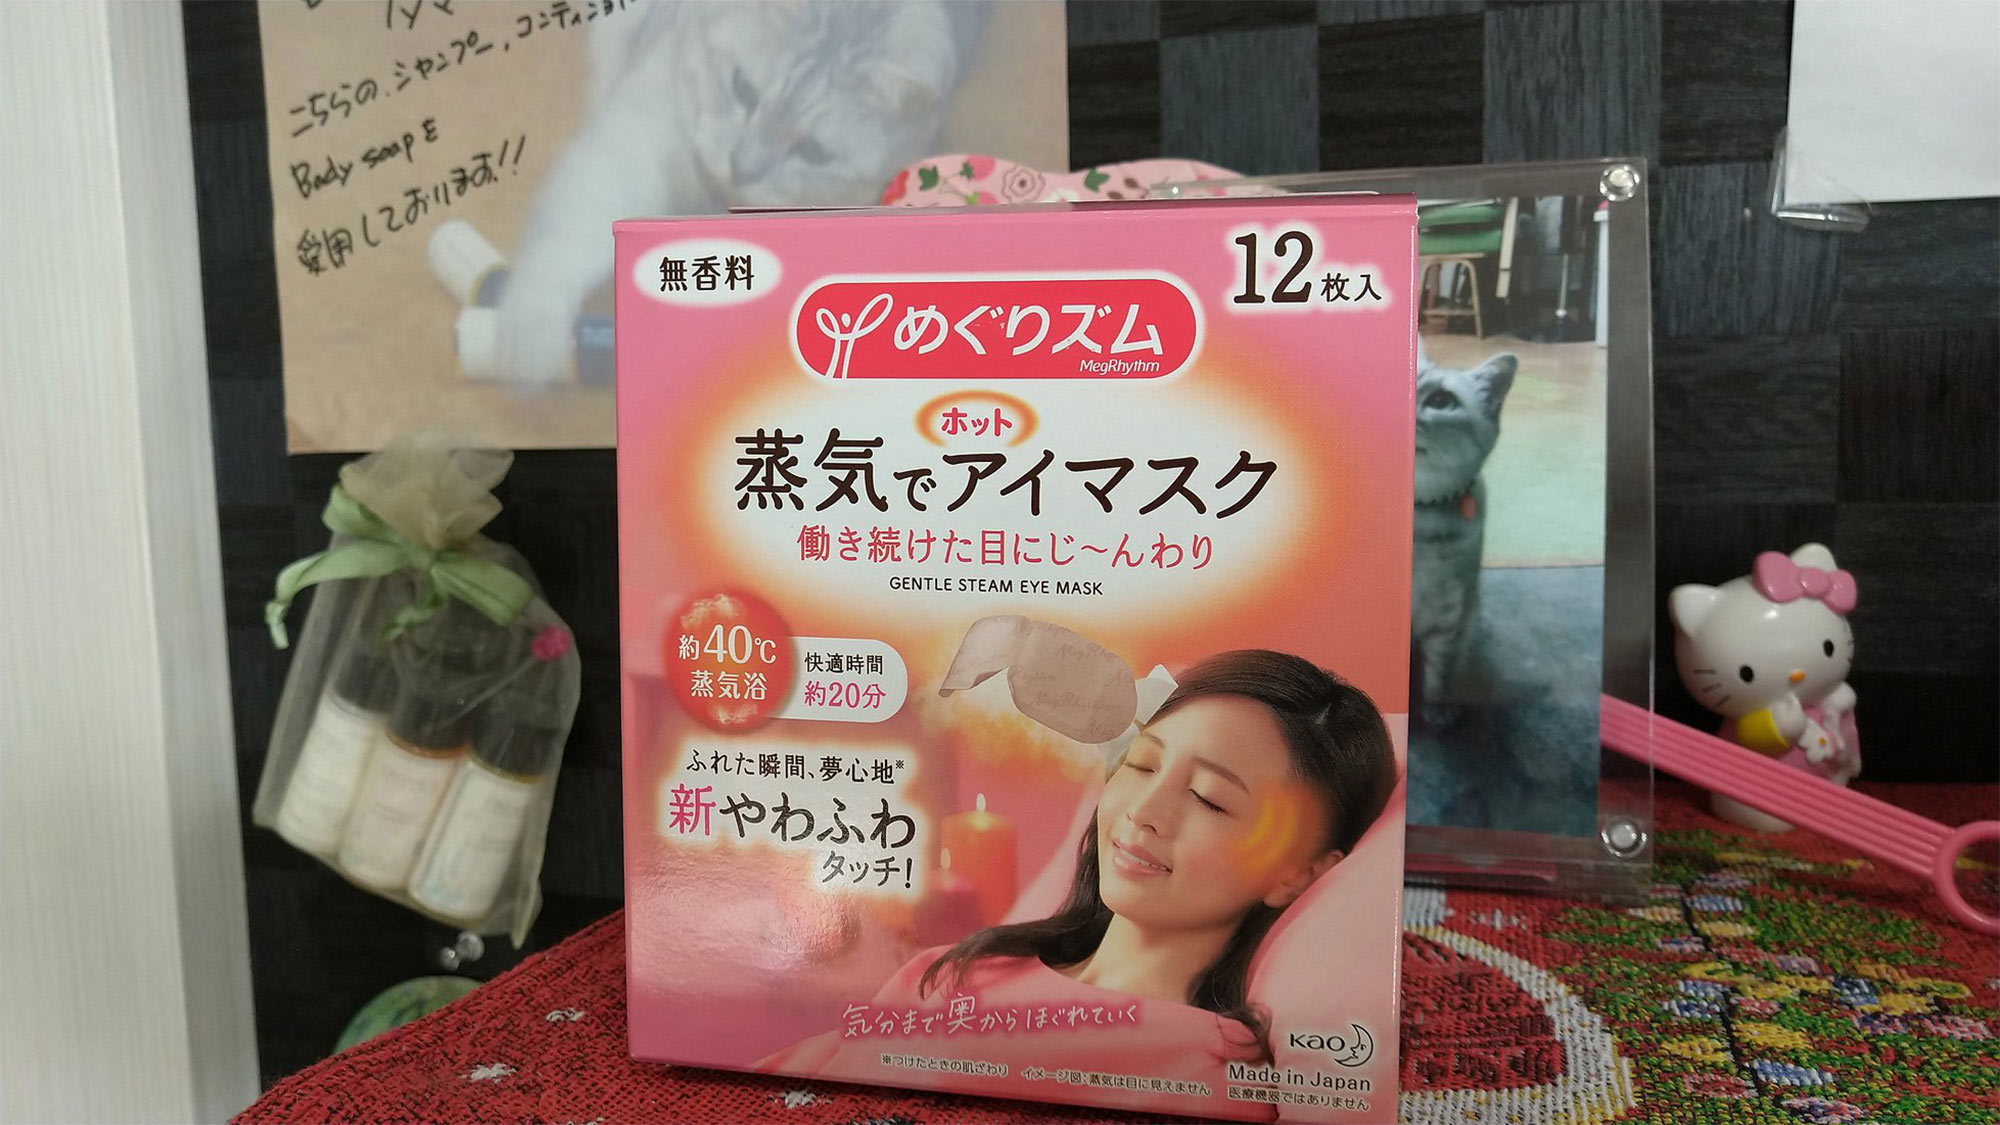 こちらの、シャンプー,コンディショ
Body soapを
愛用しております!!
無香料
12枚入
めぐりズム
MegRhythm
ホット
蒸気でアイマスク
働き続けた目にじ〜んわり
GENTLE STEAM EYE MASK
約40℃
蒸気浴
快適時間
約20分
ふれた瞬間、夢心地※
新やわふわ
タッチ!
気分まで奥からほぐれていく
※つけたときの肌ざわり
イメージ図:蒸気は目に見えません
Kao
Made in Japan
医療機器ではありません